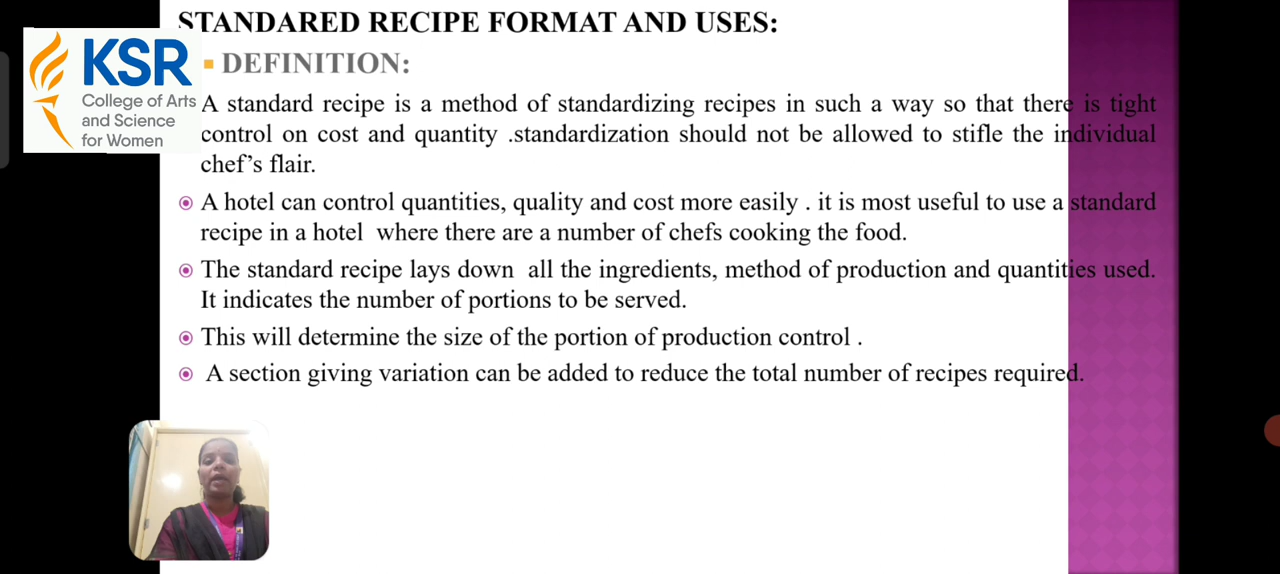 STANDARED RECIPE FORMAT AND USES:
KSR
College of Arts
and Science
for Women
DEFINITION:
A standard recipe is a method of standardizing recipes in such a way so that there is tight
control on cost and quantity .standardization should not be allowed to stifle the individual
chef’s flair.
A hotel can control quantities, quality and cost more easily . it is most useful to use a standard
recipe in a hotel where there are a number of chefs cooking the food.
The standard recipe lays down all the ingredients, method of production and quantities used.
It indicates the number of portions to be served.
This will determine the size of the portion of production control .
A section giving variation can be added to reduce the total number of recipes required.